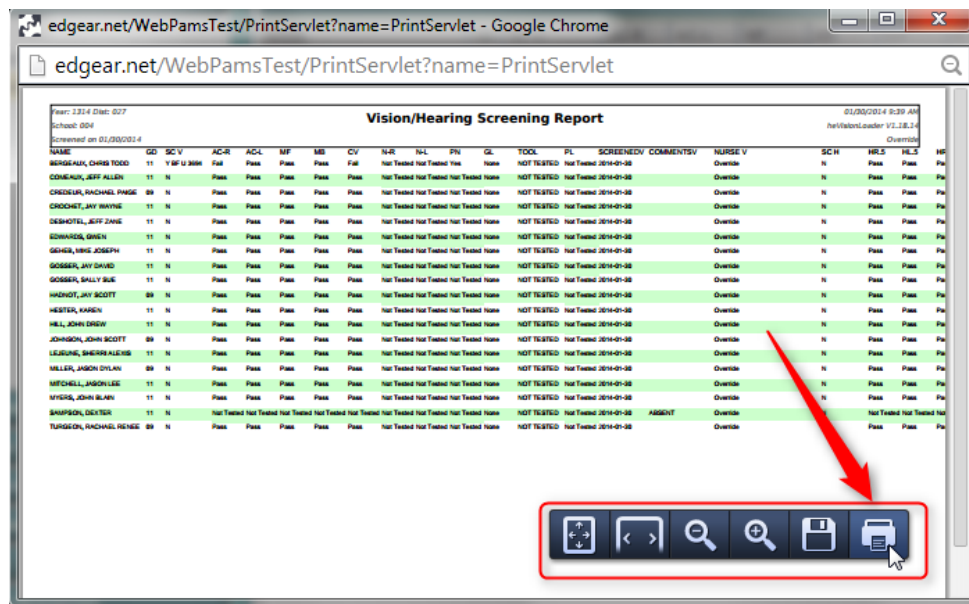 edgear.net/WebPamsTest/PrintServlet?name=PrintServlet - Google Chrome
edgear.net/WebPamsTest/PrintServlet?name=PrintServlet
Year: 1314 Dist: 027 01/30/2014 9:39 AM
Vision/Hearing Screening Report
School: 004 heVisionLoader V1.18.14
Screened on 01/30/2014 Override
NAME GD SC V AC-R AC-L MF MB CV N-R N-L PN GL TOOL PL SCREENEDV COMMENTSV NURSE V SC H HR.5 HL.5 HR
BERGEAUX, CHRIS TODD 11 Y BF U 3694 Fail Pass Pass Pass Fail Not Tested Not Tested Yes None NOT TESTED Not Tested 2014-01-30 Override N Pass Pass Pa
COMEAUX, JEFF ALLEN 11 N Pass Pass Pass Pass Pass Not Tested Not Tested Not Tested None NOT TESTED Not Tested 2014-01-30 Override N Pass Pass Pa
CREDEUR, RACHAEL PAIGE 09 N Pass Pass Pass Pass Pass Not Tested Not Tested Not Tested None NOT TESTED Not Tested 2014-01-30 Override N Pass Pass Pa
CROCHET, JAY WAYNE 11 N Pass Pass Pass Pass Pass Not Tested Not Tested Not Tested None NOT TESTED Not Tested 2014-01-30 Override N Pass Pass Pa
DESHOTEL, JEFF ZANE 11 N Pass Pass Pass Pass Pass Not Tested Not Tested Not Tested None NOT TESTED Not Tested 2014-01-30 Override N Pass Pass Pa
EDWARDS, GWEN 11 N Pass Pass Pass Pass Pass Not Tested Not Tested Not Tested None NOT TESTED Not Tested 2014-01-30 Override N Pass Pass Pa
GEHEB, MIKE JOSEPH 11 N Pass Pass Pass Pass Pass Not Tested Not Tested Not Tested None NOT TESTED Not Tested 2014-01-30 Override N Pass Pass Pa
GOSSER, JAY DAVID 11 N Pass Pass Pass Pass Pass Not Tested Not Tested Not Tested None NOT TESTED Not Tested 2014-01-30 Override N Pass Pass Pa
GOSSER, SALLY SUE 11 N Pass Pass Pass Pass Pass Not Tested Not Tested Not Tested None NOT TESTED Not Tested 2014-01-30 Override N Pass Pass Pa
HADNOT, JAY SCOTT 09 N Pass Pass Pass Pass Pass Not Tested Not Tested Not Tested None NOT TESTED Not Tested 2014-01-30 Override N Pass Pass Pa
HESTER, KAREN 11 N Pass Pass Pass Pass Pass Not Tested Not Tested Not Tested None NOT TESTED Not Tested 2014-01-30 Override N Pass Pass Pa
HILL, JOHN DREW 11 N Pass Pass Pass Pass Pass Not Tested Not Tested Not Tested None NOT TESTED Not Tested 2014-01-30 Override N Pass Pass Pa
JOHNSON, JOHN SCOTT 09 N Pass Pass Pass Pass Pass Not Tested Not Tested Not Tested None NOT TESTED Not Tested 2014-01-30 Override N Pass Pass Pa
LEJEUNE, SHERRI ALEXIS 11 N Pass Pass Pass Pass Pass Not Tested Not Tested Not Tested None NOT TESTED Not Tested 2014-01-30 Override N Pass Pass Pa
MILLER, JASON DYLAN 09 N Pass Pass Pass Pass Pass Not Tested Not Tested Not Tested None NOT TESTED Not Tested 2014-01-30 Override N Pass Pass Pa
MITCHELL, JASON LEE 11 N Pass Pass Pass Pass Pass Not Tested Not Tested Not Tested None NOT TESTED Not Tested 2014-01-30 Override N Pass Pass Pa
MYERS, JOHN BLAIN 11 N Pass Pass Pass Pass Pass Not Tested Not Tested Not Tested None NOT TESTED Not Tested 2014-01-30 Override N Pass Pass Pa
SAMPSON, DEXTER 11 N Not Tested Not Tested Not Tested Not Tested Not Tested Not Tested Not Tested Not Tested None NOT TESTED Not Tested 2014-01-30 ABSENT Override Not Tested Not Tested No
TURGEON, RACHAEL RENEE 09 N Pass Pass Pass Pass Pass Not Tested Not Tested Not Tested None NOT TESTED Not Tested 2014-01-30 Override N Pass Pass Pa